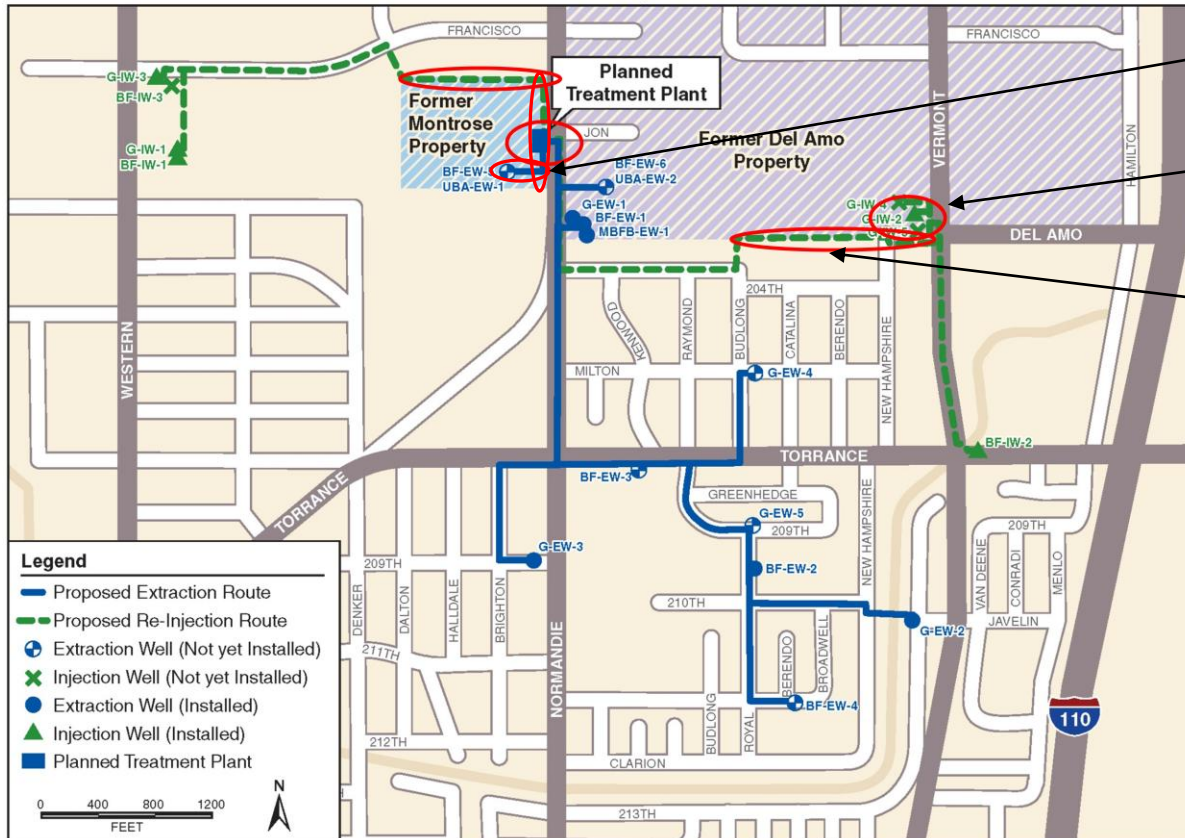 FRANCISCO
FRANCISCO
G-IW-3
BF-IW-3
G-IW-1
BF-IW-1
Planned
Treatment Plant
Former
Montrose
Property
JON
Former Del Amo
Property
VERMONT
HAMILTON
BF-EW-5
UBA-EW-1
BF-EW-6
UBA-EW-2
G-EW-1
BF-EW-1
MBFB-EW-1
G-IW-4
G-IW-2
DEL AMO
204TH
WESTERN
KENWOOD
RAYMOND
BUDLONG
CATALINA
BERENDO
NEW HAMPSHIRE
MILTON
G-EW-4
BF-IW-2
TORRANCE
TORRANCE
BF-EW-3
GREENHEDGE
G-EW-5
209TH
209TH
G-EW-3
209TH
BF-EW-2
NEW HAMPSHIRE
VAN DEENE
CONRADI
MENLO
DENKER
DALTON
HALLDALE
BRIGHTON
210TH
G-EW-2
JAVELIN
211TH
NORMANDIE
BUDLONG
ROYAL
BERENDO
BROADWELL
BF-EW-4
110
212TH
CLARION
213TH
Legend
Proposed Extraction Route
Proposed Re-Injection Route
Extraction Well (Not yet Installed)
Injection Well (Not yet Installed)
Extraction Well (Installed)
Injection Well (Installed)
Planned Treatment Plant
N
0 400 800 1200
FEET